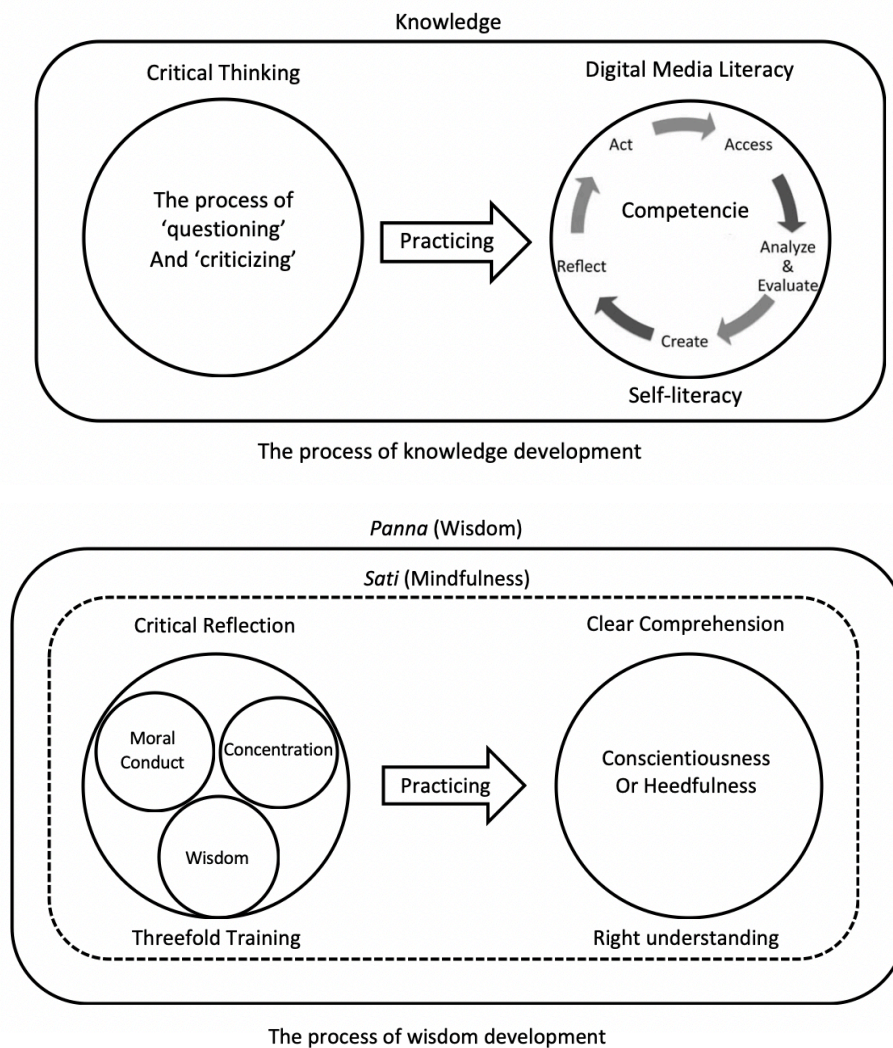 Knowledge
Critical Thinking
Digital Media Literacy
The process of
‘questioning’
And ‘criticizing’
Practicing
Act
Access
Competencie
Analyze
&
Evaluate
Reflect
Create
Self-literacy
The process of knowledge development
Panna (Wisdom)
Sati (Mindfulness)
Critical Reflection
Clear Comprehension
Moral
Conduct
Concentration
Wisdom
Practicing
Conscientiousness
Or Heedfulness
Threefold Training
Right understanding
The process of wisdom development